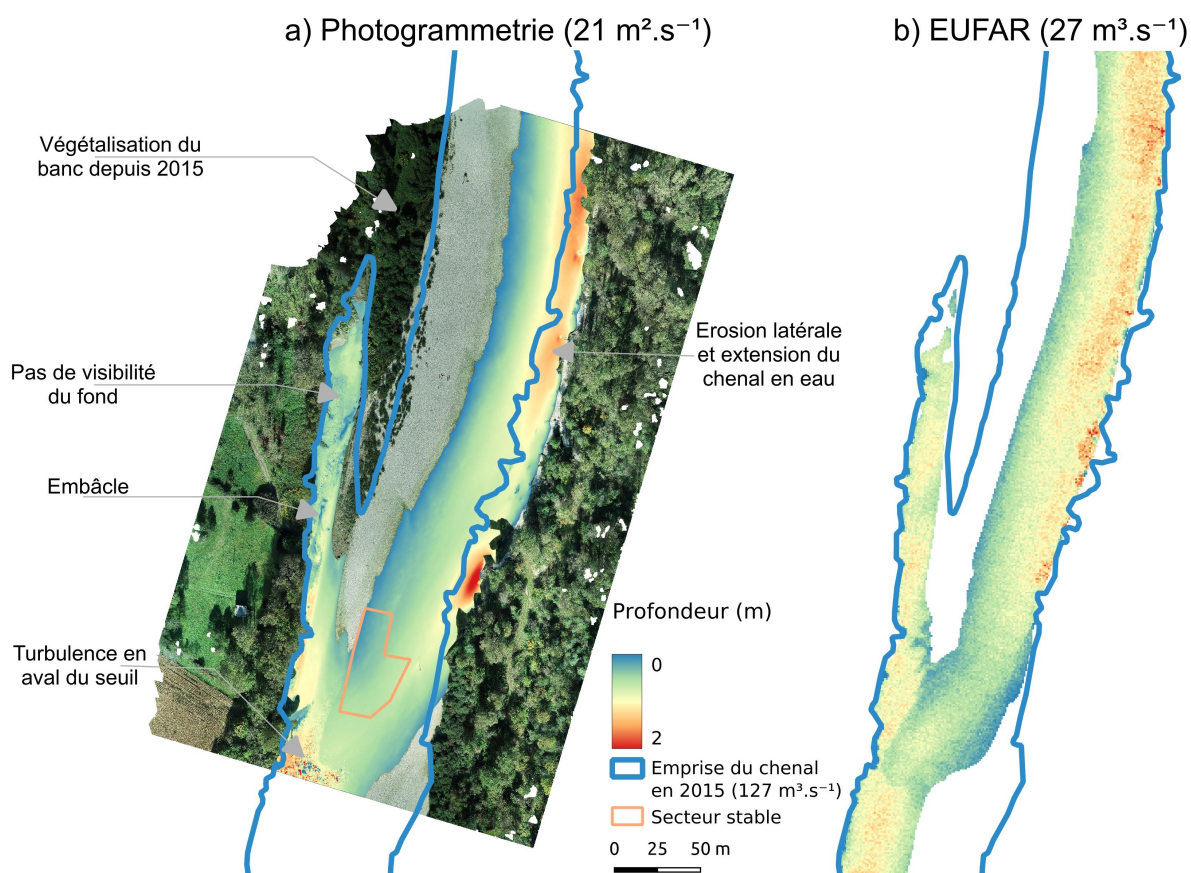 a) Photogrammetrie (21 m².s⁻¹)
b) EUFAR (27 m³.s⁻¹)
Végétalisation du
banc depuis 2015
Erosion latérale
et extension du
chenal en eau
Pas de visibilité
du fond
Embâcle
Turbulence en
aval du seuil
Profondeur (m)
0
2
Emprise du chenal
en 2015 (127 m³.s⁻¹)
Secteur stable
0 25 50 m